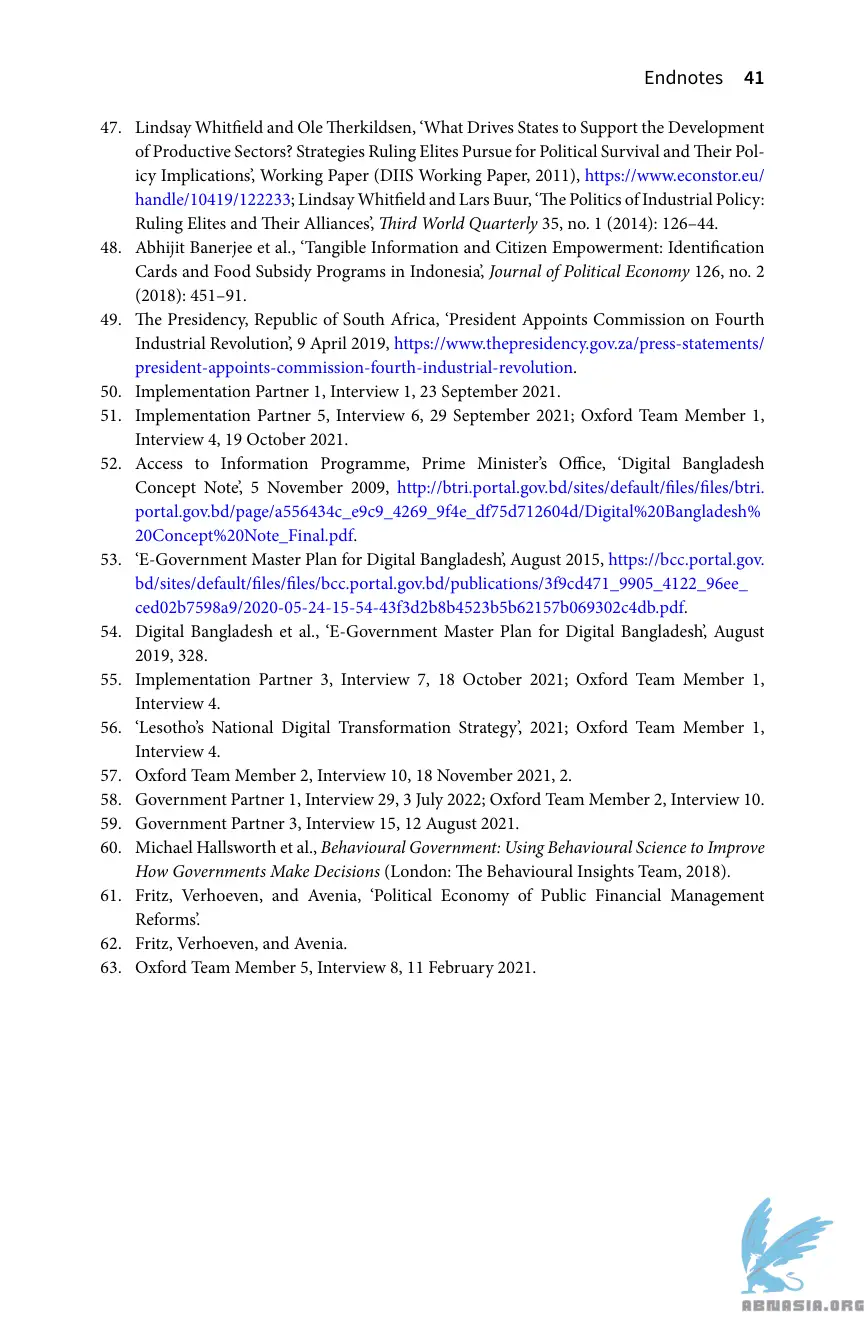 Endnotes 41
47. Lindsay Whitfield and Ole Therkildsen, ‘What Drives States to Support the Development
of Productive Sectors? Strategies Ruling Elites Pursue for Political Survival and Their Pol-
icy Implications’, Working Paper (DIIS Working Paper, 2011), https://www.econstor.eu/
handle/10419/122233; Lindsay Whitfield and Lars Buur, ‘The Politics of Industrial Policy:
Ruling Elites and Their Alliances’, Third World Quarterly 35, no. 1 (2014): 126–44.
48. Abhijit Banerjee et al., ‘Tangible Information and Citizen Empowerment: Identification
Cards and Food Subsidy Programs in Indonesia’, Journal of Political Economy 126, no. 2
(2018): 451–91.
49. The Presidency, Republic of South Africa, ‘President Appoints Commission on Fourth
Industrial Revolution’, 9 April 2019, https://www.thepresidency.gov.za/press-statements/
president-appoints-commission-fourth-industrial-revolution.
50. Implementation Partner 1, Interview 1, 23 September 2021.
51. Implementation Partner 5, Interview 6, 29 September 2021; Oxford Team Member 1,
Interview 4, 19 October 2021.
52. Access to Information Programme, Prime Minister’s Office, ‘Digital Bangladesh
Concept Note’, 5 November 2009, http://btri.portal.gov.bd/sites/default/files/files/btri.
portal.gov.bd/page/a556434c_e9c9_4269_9f4e_df75d712604d/Digital%20Bangladesh%
20Concept%20Note_Final.pdf.
53. ‘E-Government Master Plan for Digital Bangladesh’, August 2015, https://bcc.portal.gov.
bd/sites/default/files/files/bcc.portal.gov.bd/publications/3f9cd471_9905_4122_96ee_
ced02b7598a9/2020-05-24-15-54-43f3d2b8b4523b5b62157b069302c4db.pdf.
54. Digital Bangladesh et al., ‘E-Government Master Plan for Digital Bangladesh’, August
2019, 328.
55. Implementation Partner 3, Interview 7, 18 October 2021; Oxford Team Member 1,
Interview 4.
56. ‘Lesotho’s National Digital Transformation Strategy’, 2021; Oxford Team Member 1,
Interview 4.
57. Oxford Team Member 2, Interview 10, 18 November 2021, 2.
58. Government Partner 1, Interview 29, 3 July 2022; Oxford Team Member 2, Interview 10.
59. Government Partner 3, Interview 15, 12 August 2021.
60. Michael Hallsworth et al., Behavioural Government: Using Behavioural Science to Improve
How Governments Make Decisions (London: The Behavioural Insights Team, 2018).
61. Fritz, Verhoeven, and Avenia, ‘Political Economy of Public Financial Management
Reforms’.
62. Fritz, Verhoeven, and Avenia.
63. Oxford Team Member 5, Interview 8, 11 February 2021.
ABNASIA.ORG